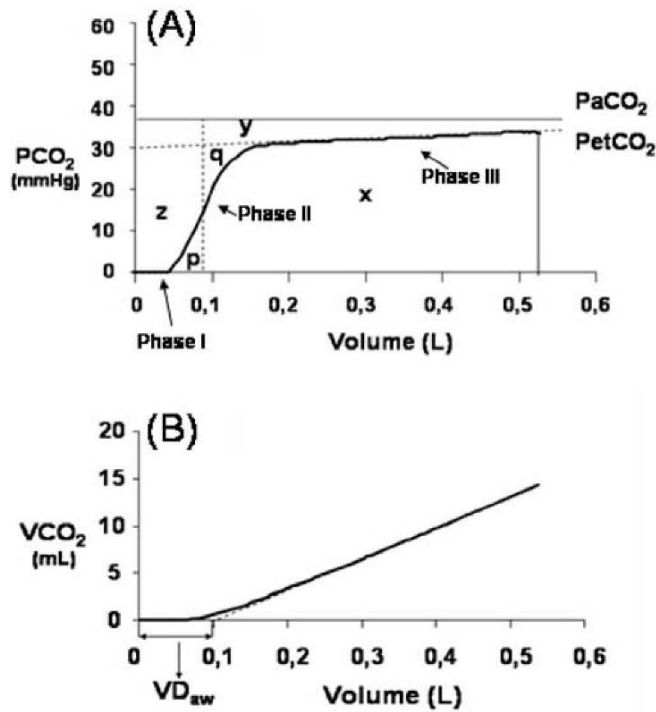 (A)
60
50
40
30
20
10
0
PCO2
(mmHg)
PaCO2
PetCO2
y
q
z
x
p
Phase III
Phase II
Phase I
0 0,1 0,2 0,3 0,4 0,5 0,6
Volume (L)
(B)
20
15
10
5
0
VCO2
(mL)
0 0,1 0,2 0,3 0,4 0,5 0,6
VDaw
Volume (L)